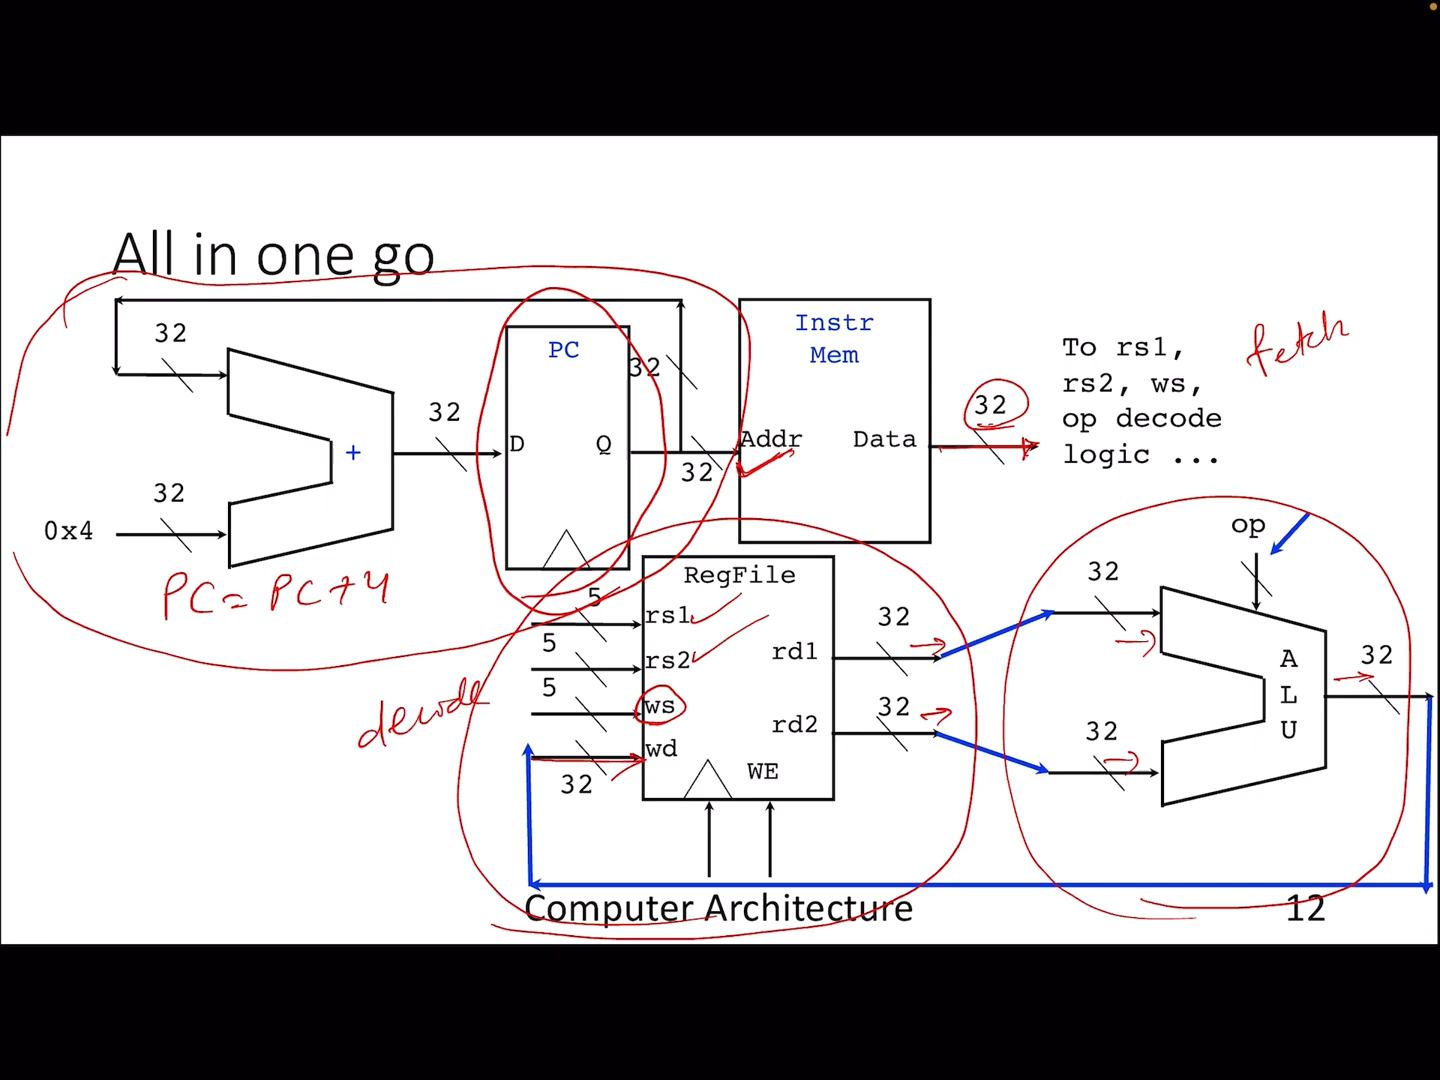 All in one go
32
32
0x4
+
32
PC
D
Q
32
32
Instr
Mem
Addr
Data
32
To rs1,
rs2, ws,
op decode
logic ...
fetch
PC = PC + 4
decode
RegFile
5
rs1
5
rs2
5
ws
wd
32
rd1
rd2
WE
32
32
op
32
32
A
L
U
32
Computer Architecture
12